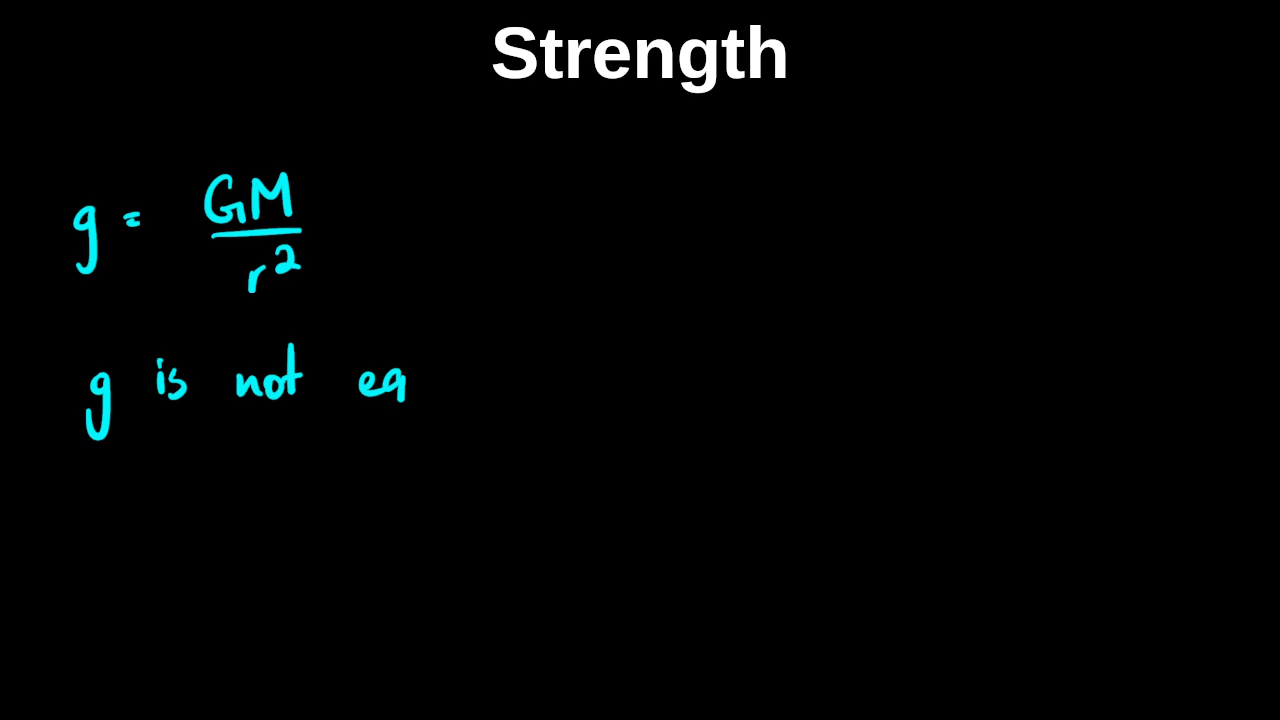 Strength
g = GM / r²
g is not eq